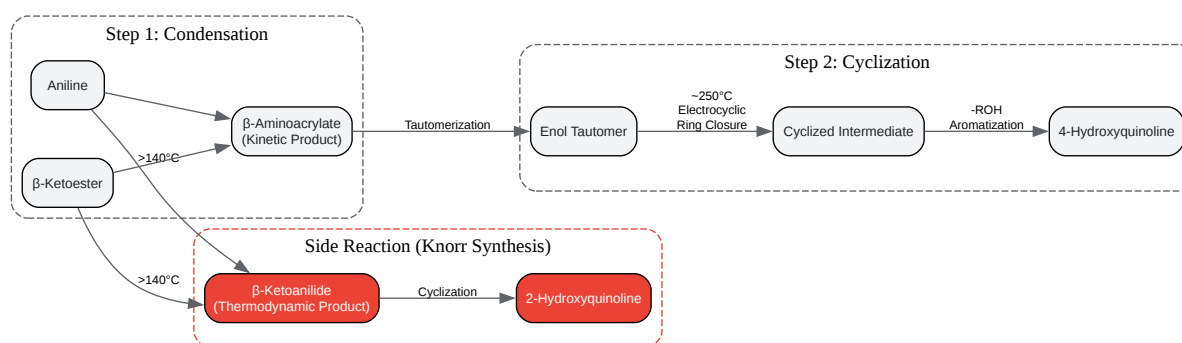 Step 1: Condensation
Aniline
β-Ketoester
>140°C
β-Aminoacrylate
(Kinetic Product)
Tautomerization
Step 2: Cyclization
Enol Tautomer
~250°C
Electrocyclic
Ring Closure
Cyclized Intermediate
-ROH
Aromatization
4-Hydroxyquinoline
Side Reaction (Knorr Synthesis)
>140°C
β-Ketoanilide
(Thermodynamic Product)
Cyclization
2-Hydroxyquinoline